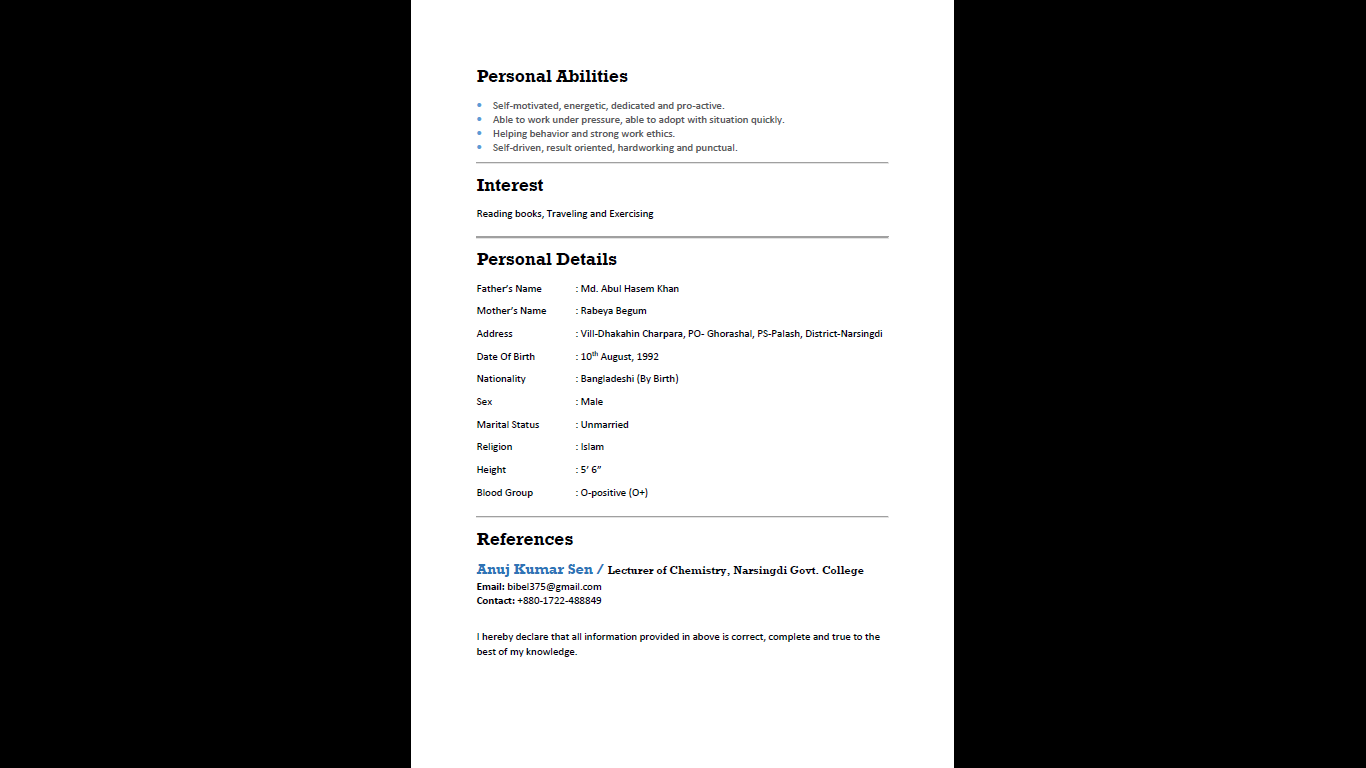 Personal Abilities
• Self-motivated, energetic, dedicated and pro-active.
• Able to work under pressure, able to adopt with situation quickly.
• Helping behavior and strong work ethics.
• Self-driven, result oriented, hardworking and punctual.
Interest
Reading books, Traveling and Exercising
Personal Details
Father’s Name : Md. Abul Hasem Khan
Mother’s Name : Rabeya Begum
Address : Vill-Dhakahin Charpara, PO- Ghorashal, PS-Palash, District-Narsingdi
Date Of Birth : 10th August, 1992
Nationality : Bangladeshi (By Birth)
Sex : Male
Marital Status : Unmarried
Religion : Islam
Height : 5’ 6”
Blood Group : O-positive (O+)
References
Anuj Kumar Sen / Lecturer of Chemistry, Narsingdi Govt. College
Email: bibel375@gmail.com
Contact: +880-1722-488849
I hereby declare that all information provided in above is correct, complete and true to the
best of my knowledge.